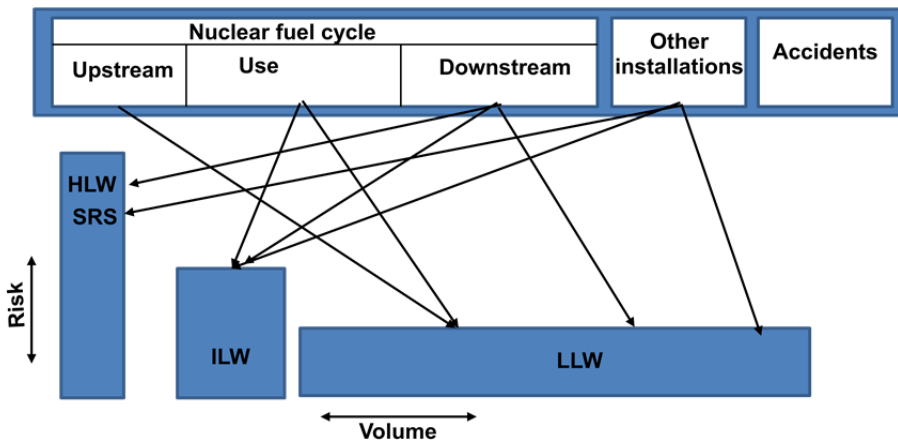 Nuclear fuel cycle
Upstream
Use
Downstream
Other
installations
Accidents
HLW
SRS
Risk
ILW
LLW
Volume